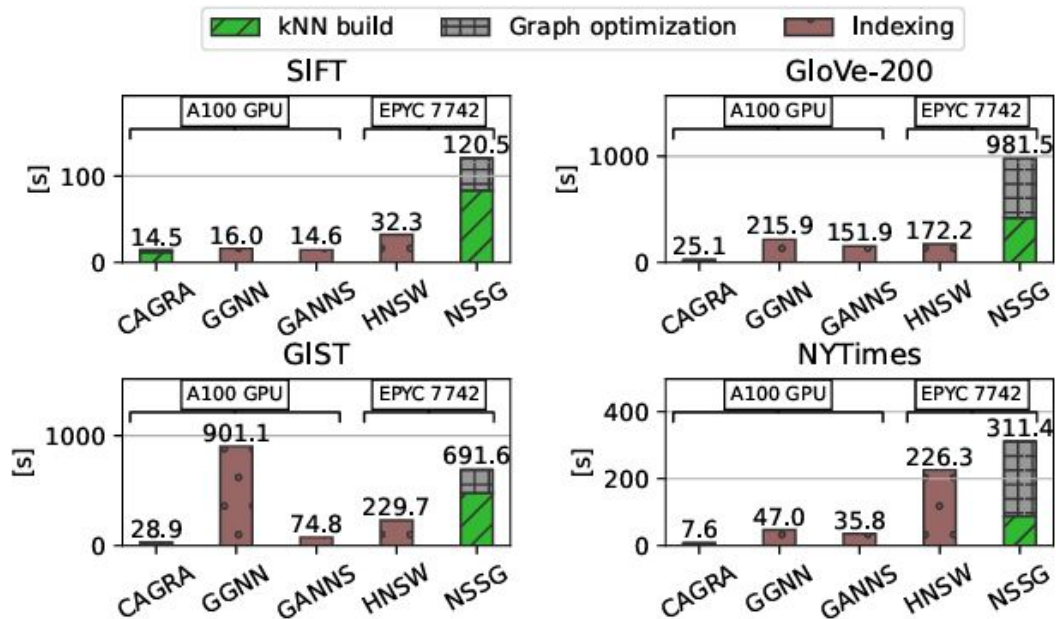 kNN build Graph optimization Indexing
SIFT
A100 GPU EPYC 7742
[s]
100
0
14.5 16.0 14.6 32.3 120.5
CAGRA GGNN GANNS HNSW NSSG
GloVe-200
A100 GPU EPYC 7742
[s]
1000
0
25.1 215.9 151.9 172.2 981.5
CAGRA GGNN GANNS HNSW NSSG
GIST
A100 GPU EPYC 7742
[s]
1000
0
28.9 901.1 74.8 229.7 691.6
CAGRA GGNN GANNS HNSW NSSG
NYTimes
A100 GPU EPYC 7742
[s]
400
200
0
7.6 47.0 35.8 226.3 311.4
CAGRA GGNN GANNS HNSW NSSG